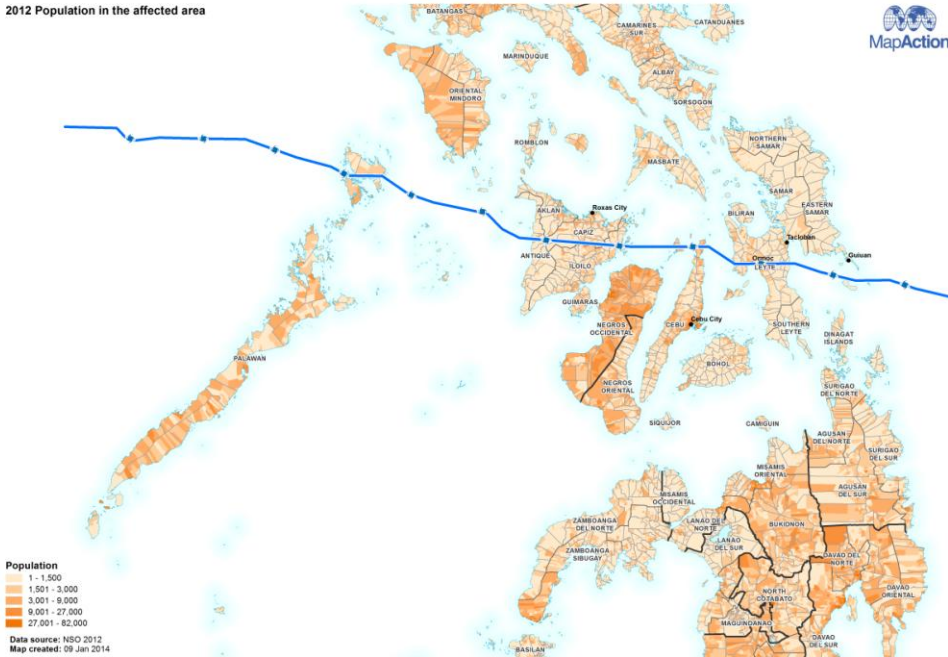 2012 Population in the affected area
MapAction
BATANGAS
CAMARINES
SUR
CATANDUANES
MARINDUQUE
ALBAY
ORIENTAL
MINDORO
SORSOGON
ROMBLON
MASBATE
NORTHERN
SAMAR
SAMAR
EASTERN
SAMAR
BILIRAN
AKLAN
Roxas City
CAPIZ
Tacloban
ANTIQUE
ILOILO
Ormoc
LEYTE
Guiuan
GUIMARAS
NEGROS
OCCIDENTAL
CEBU
Cebu City
SOUTHERN
LEYTE
DINAGAT
ISLANDS
PALAWAN
BOHOL
NEGROS
ORIENTAL
SURIGAO
DEL NORTE
SIQUIJOR
CAMIGUIN
AGUSAN
DEL NORTE
SURIGAO
DEL SUR
MISAMIS
ORIENTAL
AGUSAN
DEL SUR
MISAMIS
OCCIDENTAL
ZAMBOANGA
DEL NORTE
LANAO DEL
NORTE
BUKIDNON
LANAO
DEL SUR
ZAMBOANGA
SIBUGAY
DAVAO DEL
NORTE
NORTH
COTABATO
DAVAO
ORIENTAL
MAGUINDANAO
DAVAO
DEL SUR
BASILAN
Population
1 - 1,500
1,501 - 3,000
3,001 - 9,000
9,001 - 27,000
27,001 - 82,000
Data source: NSO 2012
Map created: 09 Jan 2014